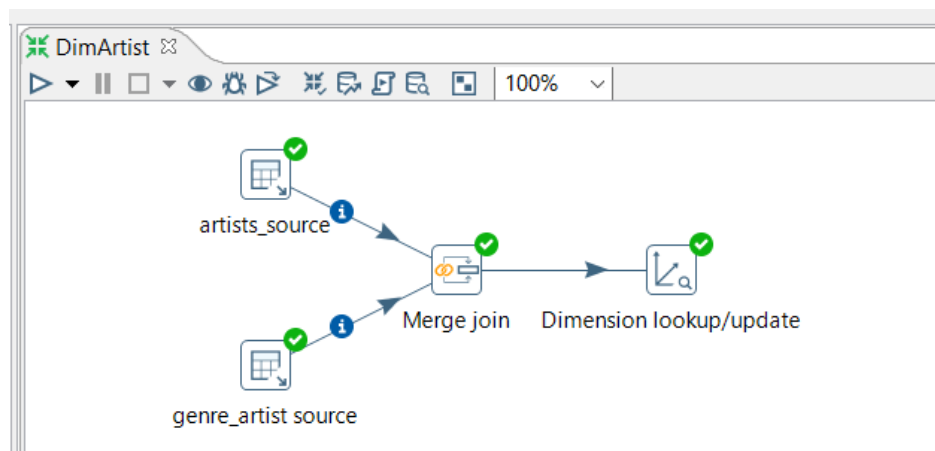 DimArtist
100%
artists_source
Merge join
Dimension lookup/update
genre_artist source